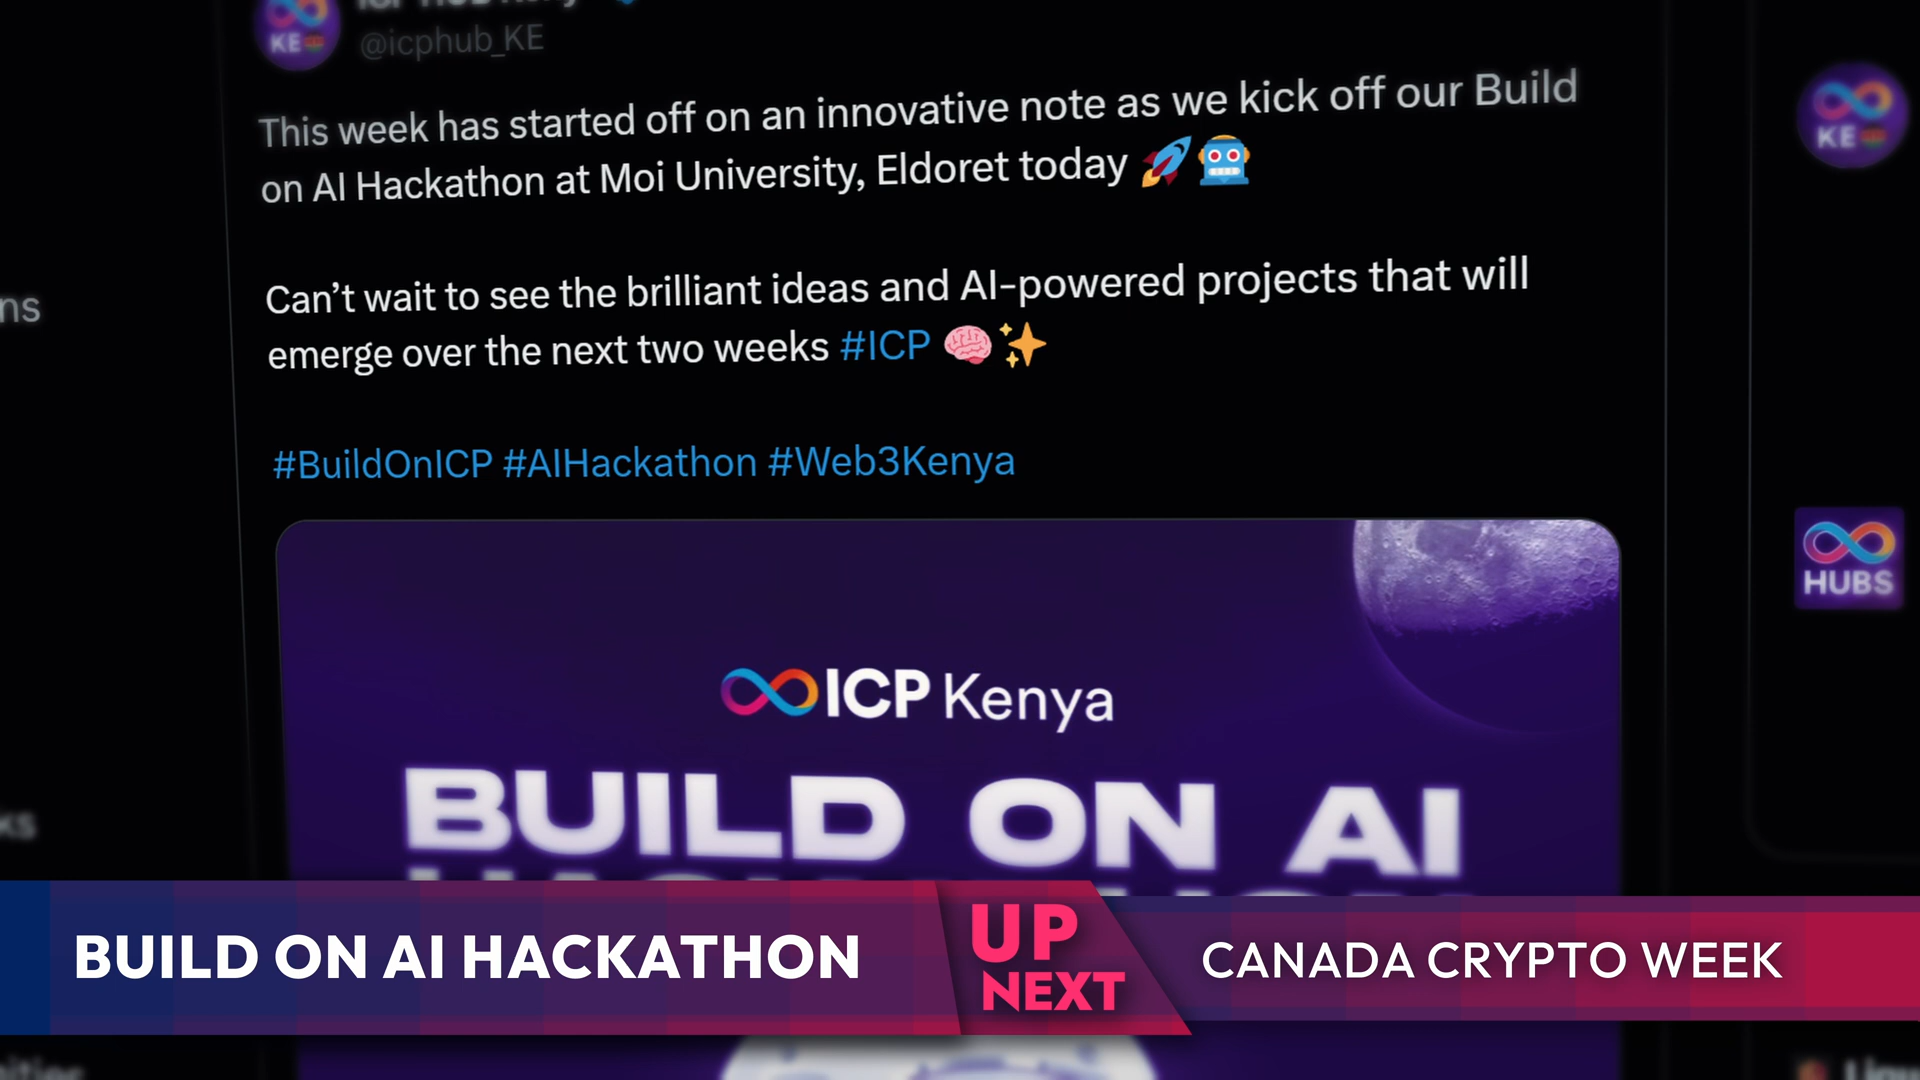 KE
@icphub_KE
This week has started off on an innovative note as we kick off our Build
on AI Hackathon at Moi University, Eldoret today 🚀🤖
Can't wait to see the brilliant ideas and AI-powered projects that will
emerge over the next two weeks #ICP 🧠✨
#BuildOnICP #AIHackathon #Web3Kenya
ICP Kenya
BUILD ON AI
KE
HUBS
BUILD ON AI HACKATHON
UP
NEXT
CANADA CRYPTO WEEK